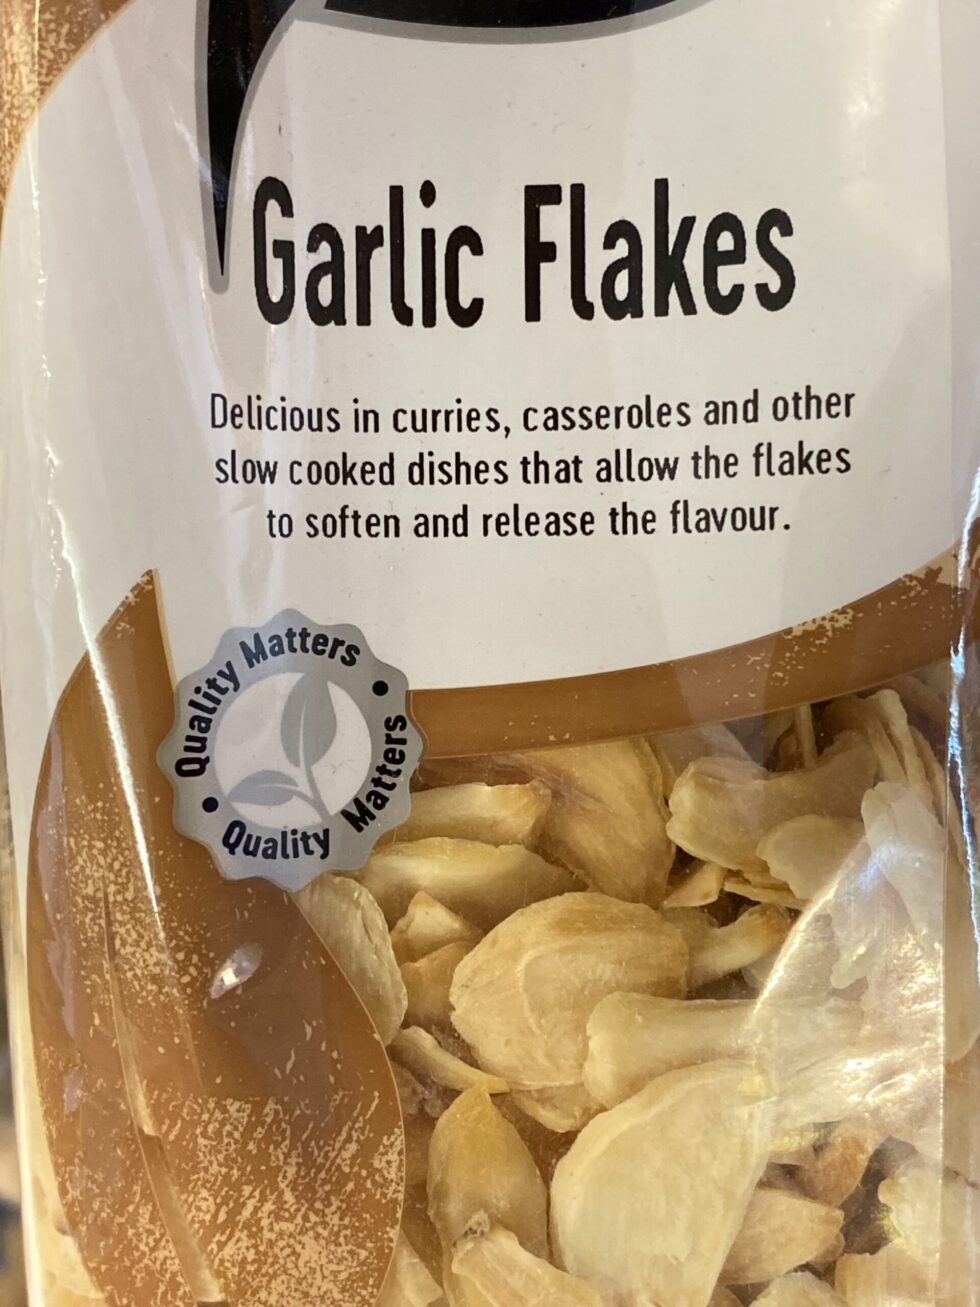 Garlic Flakes
Delicious in curries, casseroles and other
slow cooked dishes that allow the flakes
to soften and release the flavour.
Quality Matters
Quality Matters